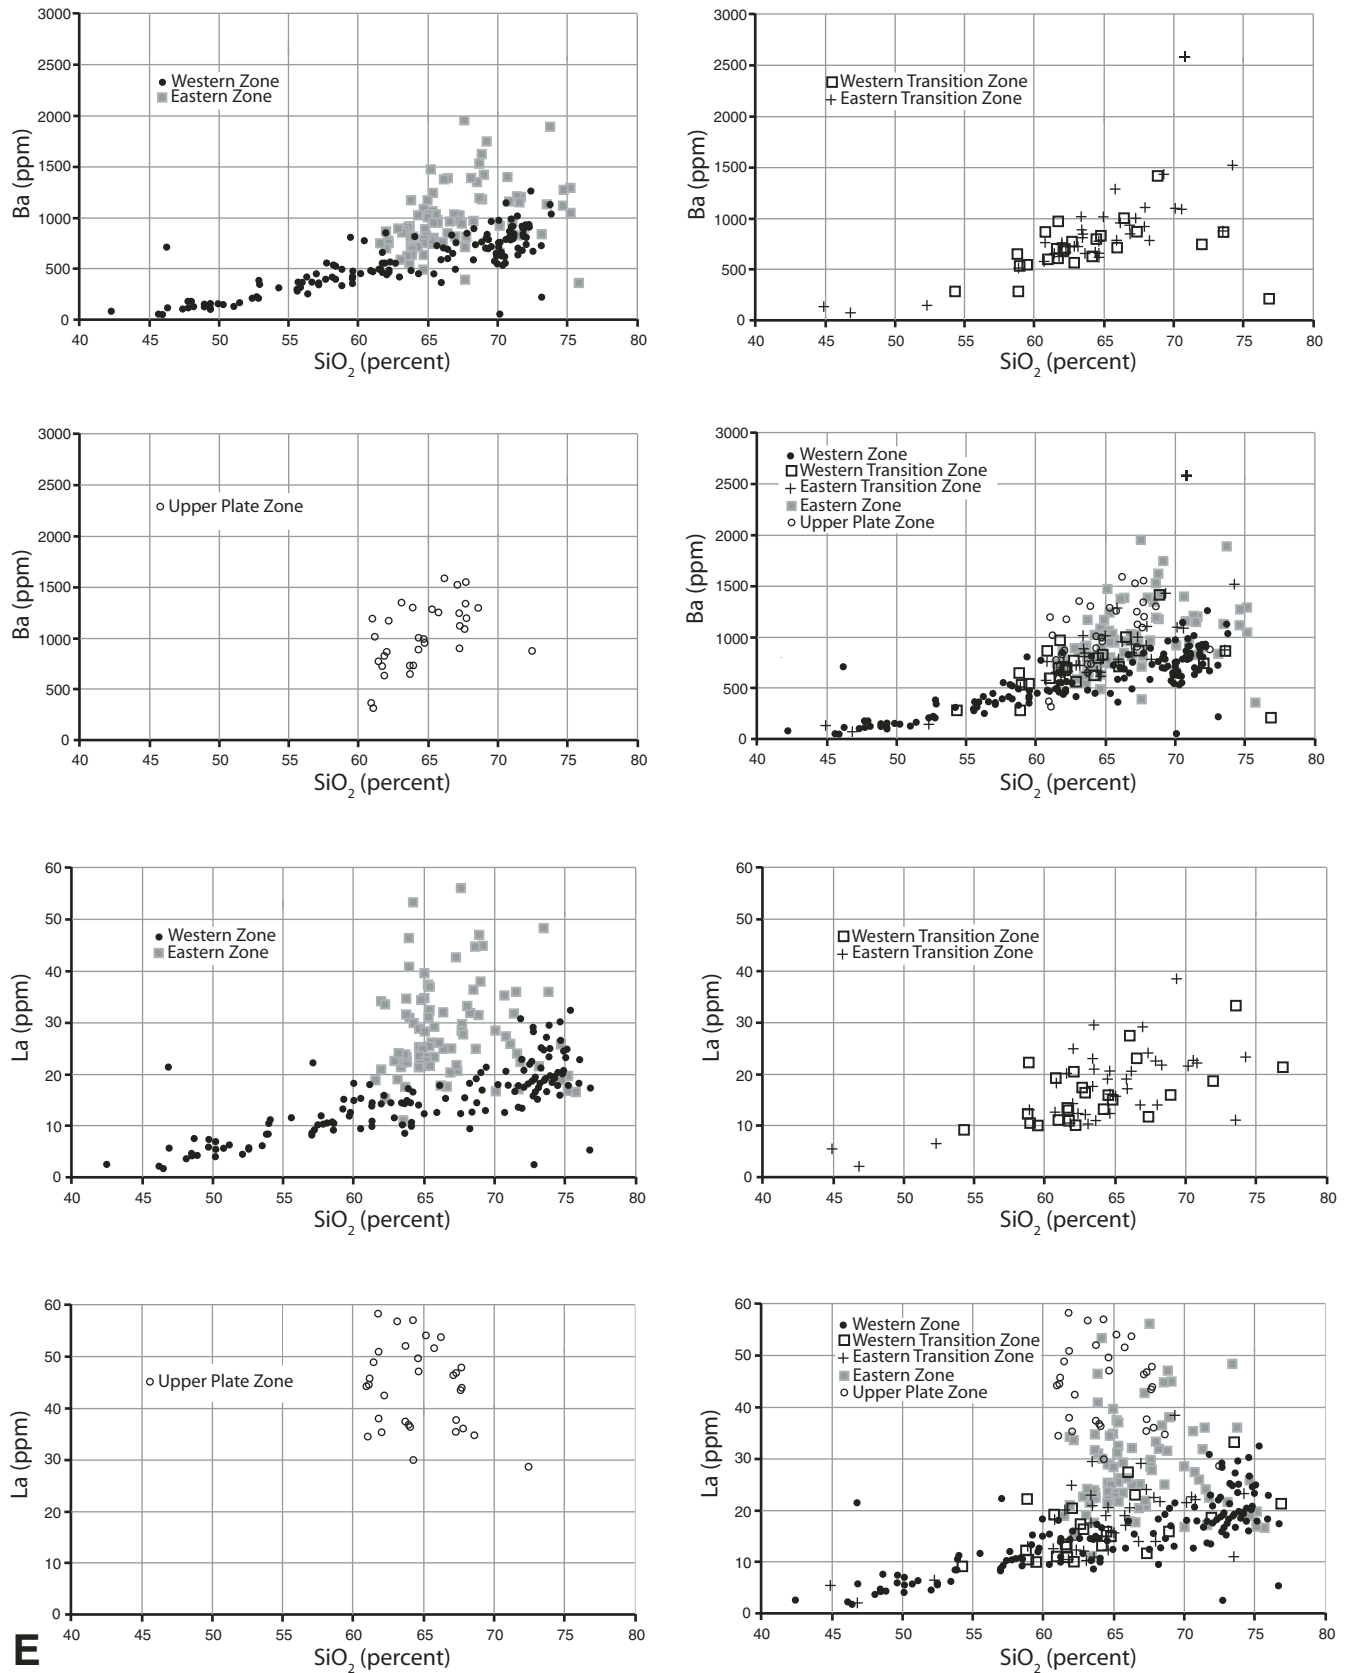 3000
2500
2000
1500
1000
500
0
Ba (ppm)
Western Zone
Eastern Zone
40 45 50 55 60 65 70 75 80
SiO2 (percent)
3000
2500
2000
1500
1000
500
0
Ba (ppm)
Western Transition Zone
Eastern Transition Zone
40 45 50 55 60 65 70 75 80
SiO2 (percent)
3000
2500
2000
1500
1000
500
0
Ba (ppm)
Upper Plate Zone
40 45 50 55 60 65 70 75 80
SiO2 (percent)
3000
2500
2000
1500
1000
500
0
Ba (ppm)
Western Zone
Western Transition Zone
Eastern Transition Zone
Eastern Zone
Upper Plate Zone
40 45 50 55 60 65 70 75 80
SiO2 (percent)
60
50
40
30
20
10
0
La (ppm)
Western Zone
Eastern Zone
40 45 50 55 60 65 70 75 80
SiO2 (percent)
60
50
40
30
20
10
0
La (ppm)
Western Transition Zone
Eastern Transition Zone
40 45 50 55 60 65 70 75 80
SiO2 (percent)
60
50
40
30
20
10
0
La (ppm)
Upper Plate Zone
40 45 50 55 60 65 70 75 80
SiO2 (percent)
60
50
40
30
20
10
0
La (ppm)
Western Zone
Western Transition Zone
Eastern Transition Zone
Eastern Zone
Upper Plate Zone
40 45 50 55 60 65 70 75 80
SiO2 (percent)
E